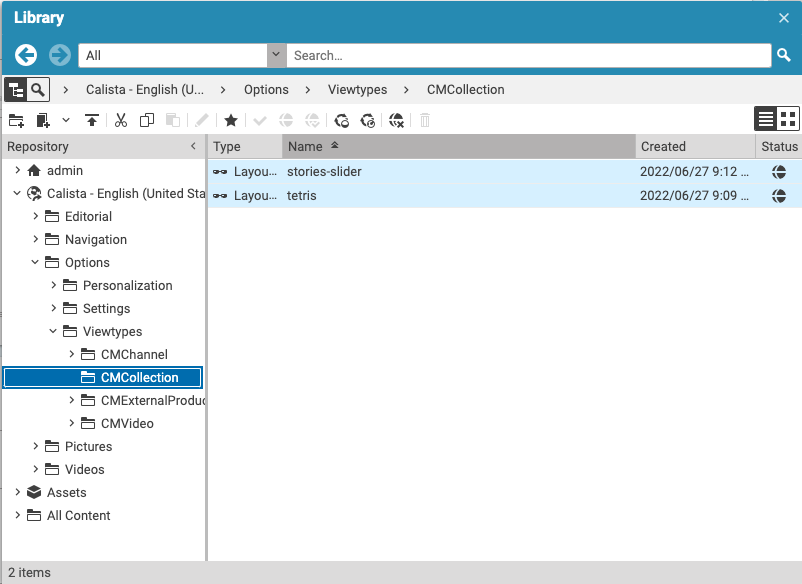 Library
All
Search...
Calista - English (U... Options Viewtypes CMCollection
Repository
Type Name Created Status
admin
Calista - English (United Sta
Editorial
Navigation
Options
Personalization
Settings
Viewtypes
CMChannel
CMCollection
CMExternalProduc
CMVideo
Pictures
Videos
Assets
All Content
Layou... stories-slider 2022/06/27 9:12 ...
Layou... tetris 2022/06/27 9:09 ...
2 items